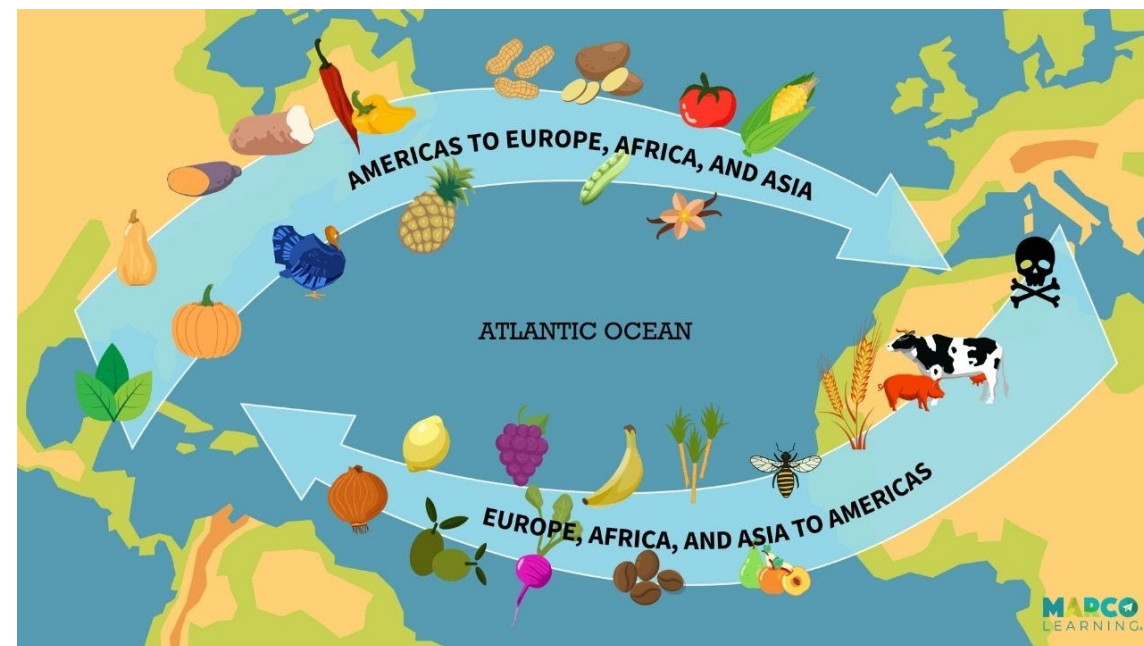 AMERICAS TO EUROPE, AFRICA, AND ASIA
ATLANTIC OCEAN
EUROPE, AFRICA, AND ASIA TO AMERICAS
MARCO
LEARNING.